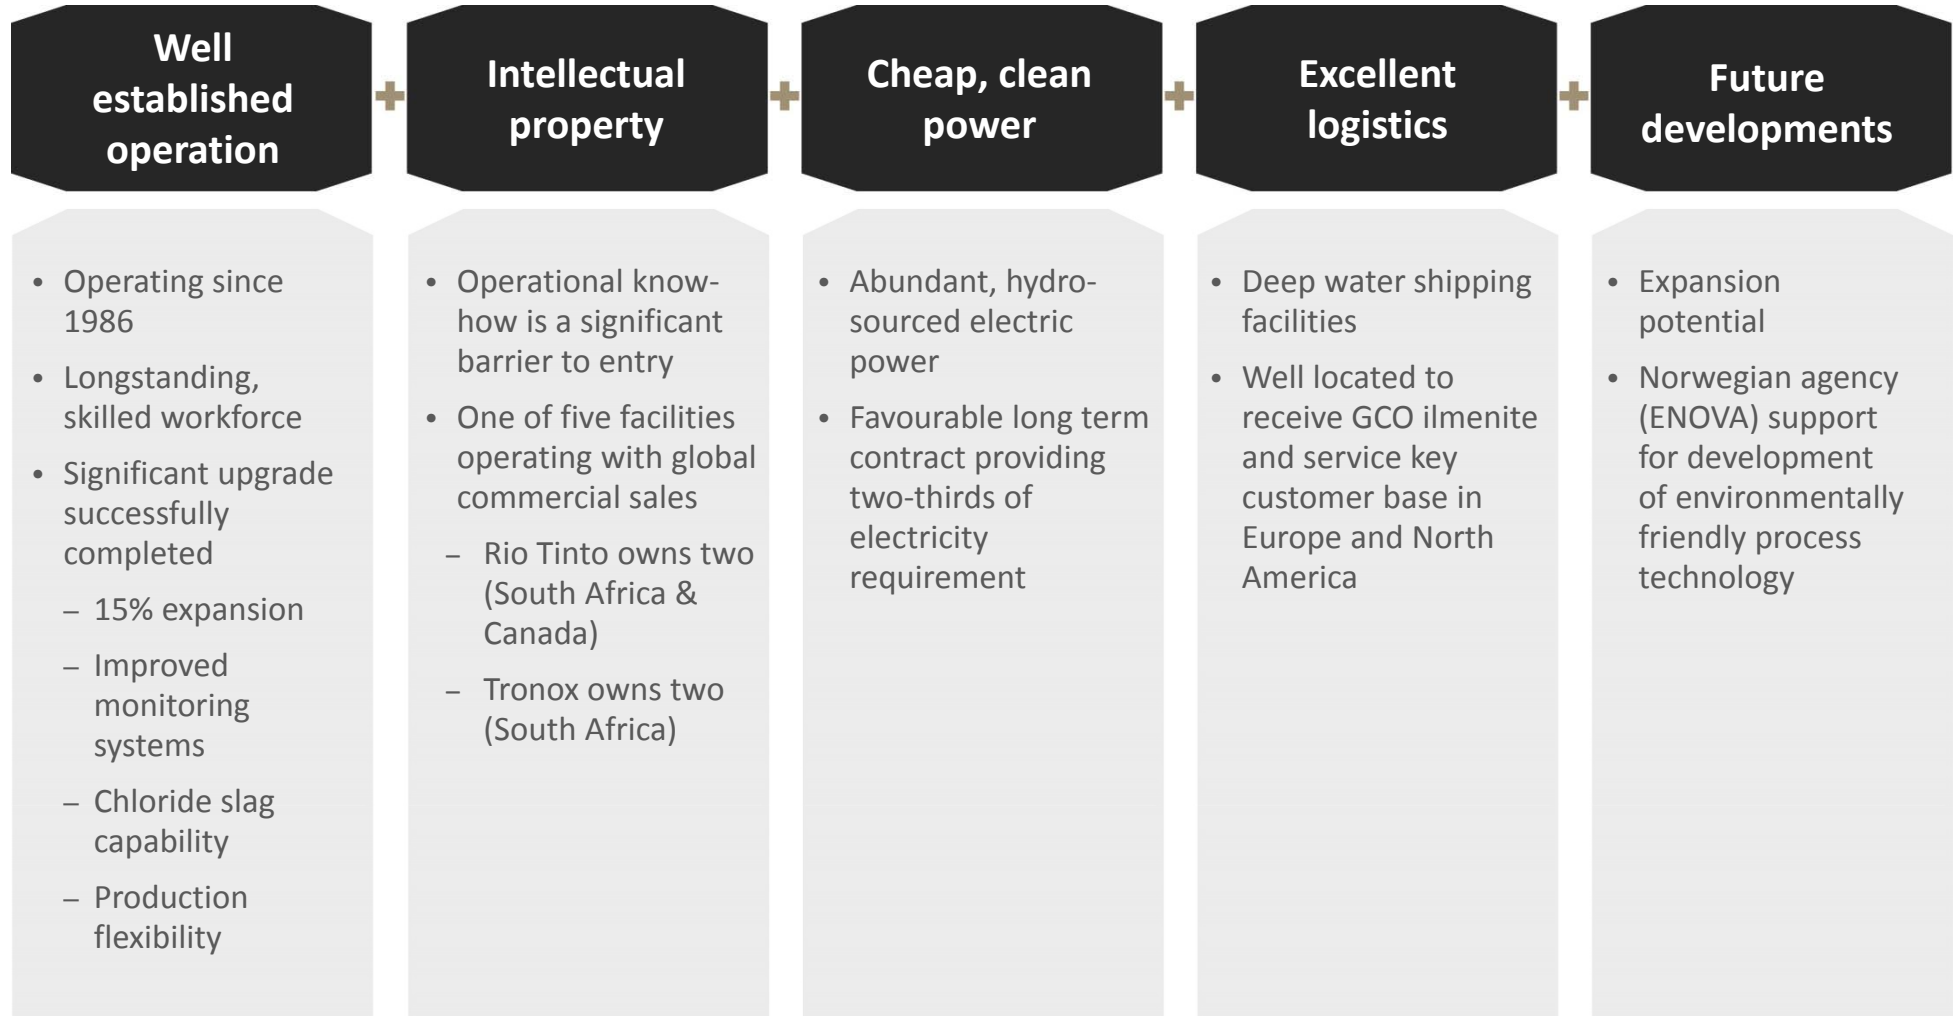 Well
established
operation
Intellectual
property
Cheap, clean
power
Excellent
logistics
Future
developments
• Operating since
1986
• Longstanding,
skilled workforce
• Significant upgrade
successfully
completed
– 15% expansion
– Improved
monitoring
systems
– Chloride slag
capability
– Production
flexibility
• Operational know-
how is a significant
barrier to entry
• One of five facilities
operating with global
commercial sales
– Rio Tinto owns two
(South Africa &
Canada)
– Tronox owns two
(South Africa)
• Abundant, hydro-
sourced electric
power
• Favourable long term
contract providing
two-thirds of
electricity
requirement
• Deep water shipping
facilities
• Well located to
receive GCO ilmenite
and service key
customer base in
Europe and North
America
• Expansion
potential
• Norwegian agency
(ENOVA) support
for development
of environmentally
friendly process
technology